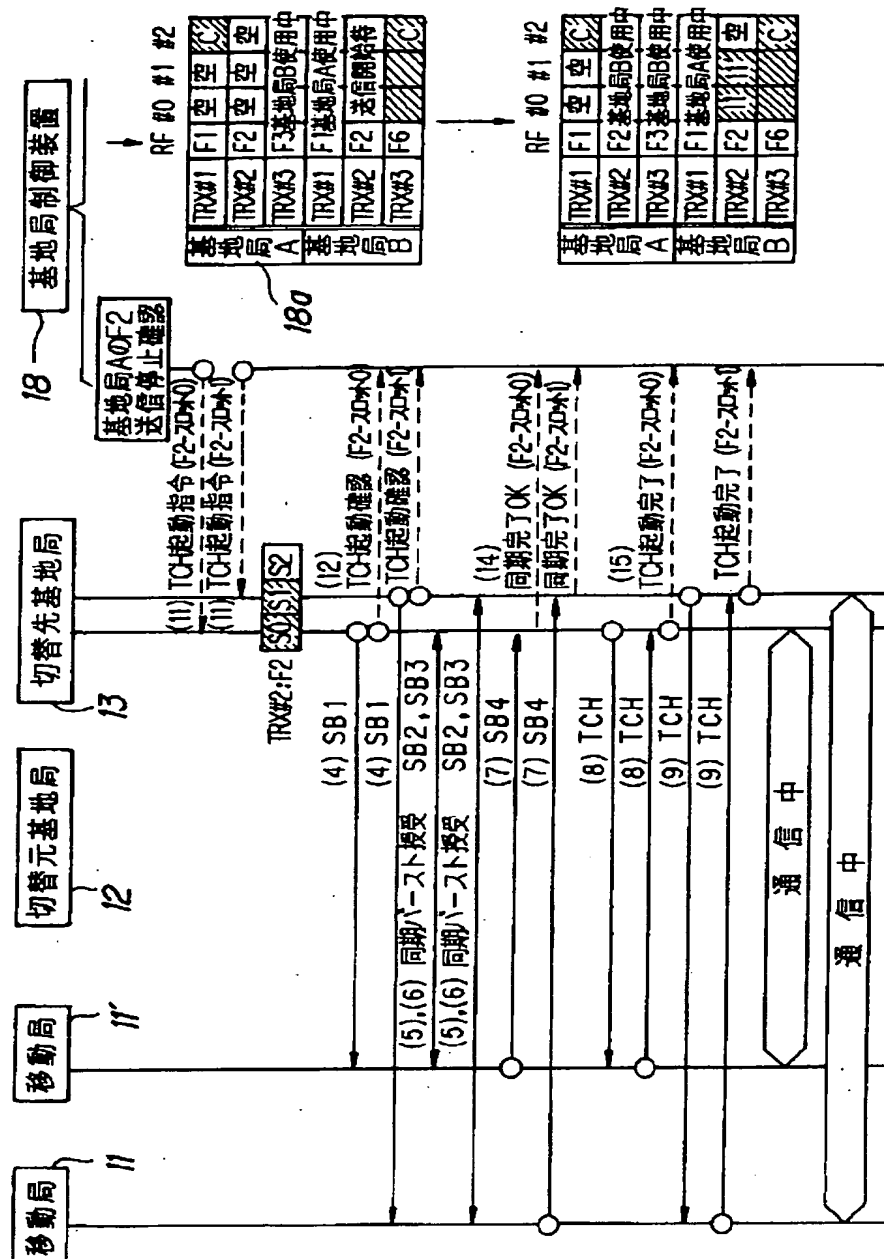 移動局
11
移動局
11'
切替元基地局
12
切替先基地局
13
18
基地局制御装置
基地局AのF2
送信停止確認
(11) TCH起動指令(F2-スロット0)
(11) TCH起動指令(F2-スロット1)
TRX#2:F2
S0 S1 S2
(4) SB1
(12)
TCH起動確認 (F2-スロット0)
(4) SB1
TCH起動確認 (F2-スロット1)
(5),(6) 同期バースト授受 SB2,SB3
(5),(6) 同期バースト授受 SB2,SB3
(7) SB4
(14)
同期完了OK (F2-スロット0)
(7) SB4
同期完了OK (F2-スロット1)
(8) TCH
(15)
(8) TCH
TCH起動完了(F2-スロット0)
(9) TCH
(9) TCH
TCH起動完了 (F2-スロット1)
通信中
通信中
RF #0 #1 #2
基地局A
TRX#1 F1 空 空 C
TRX#2 F2 空 空 空
TRX#3 F3 基地局B使用中
基地局B
TRX#1 F1 基地局A使用中
TRX#2 F2 送信開始待
TRX#3 F6 C
18a
RF #0 #1 #2
基地局A
TRX#1 F1 空 空 C
TRX#2 F2 基地局B使用中
TRX#3 F3 基地局B使用中
基地局B
TRX#1 F1 基地局A使用中
TRX#2 F2 空
TRX#3 F6 C